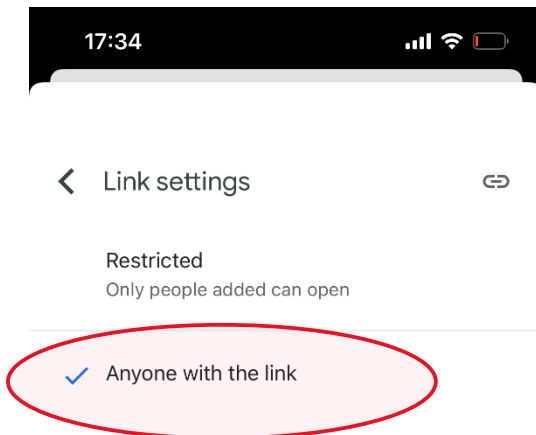 17:34
Link settings
Restricted
Only people added can open
Anyone with the link